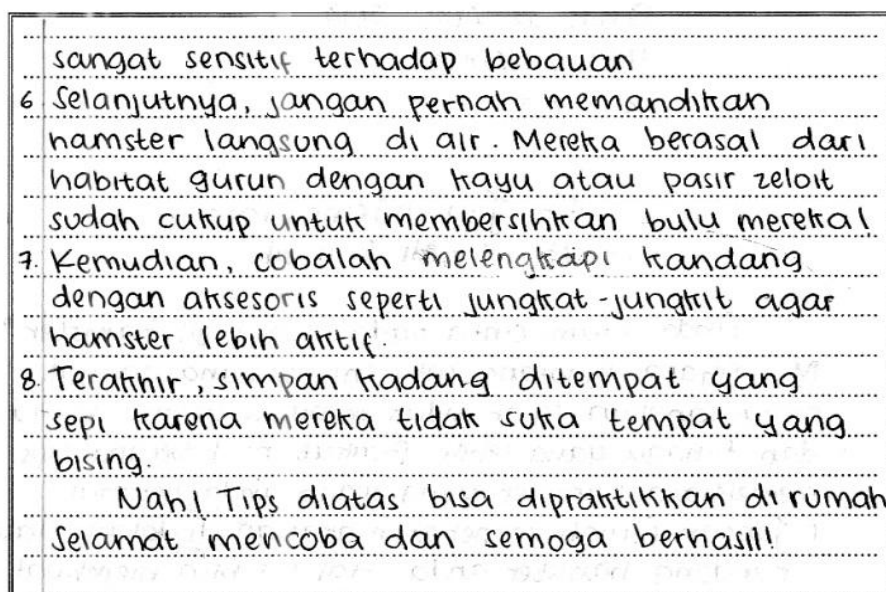 sangat sensitif terhadap bebauan
6 Selanjutnya, jangan pernah memandikan
hamster langsung di air. Mereka berasal dari
habitat gurun dengan kayu atau pasir zeloit
sudah cukup untuk membersihkan bulu mereka!
7. Kemudian, cobalah melengkapi kandang
dengan aksesoris seperti jungkat-jungkit agar
hamster lebih aktif.
8. Terakhir, simpan kadang ditempat yang
sepi karena mereka tidak suka tempat yang
bising.
Nah! Tips diatas bisa dipraktikkan di rumah
Selamat mencoba dan semoga berhasil!